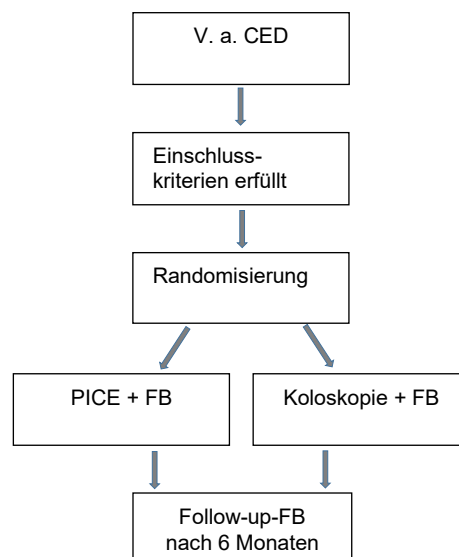 V. a. CED
Einschluss-
kriterien erfüllt
Randomisierung
PICE + FB
Koloskopie + FB
Follow-up-FB
nach 6 Monaten